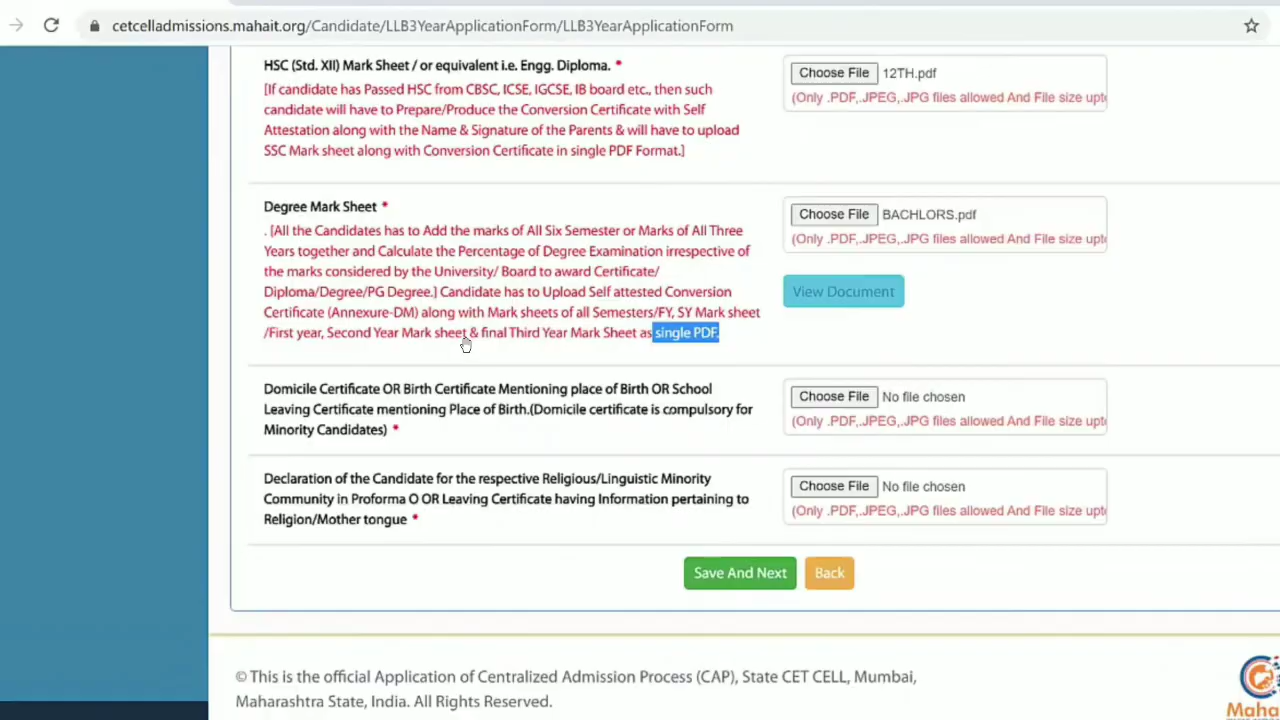 cetcelladmissions.mahait.org/Candidate/LLB3YearApplicationForm/LLB3YearApplicationForm
HSC (Std. XII) Mark Sheet / or equivalent i.e. Engg. Diploma. *
[If candidate has Passed HSC from CBSC, ICSE, IGCSE, IB board etc., then such
candidate will have to Prepare/Produce the Conversion Certificate with Self
Attestation along with the Name & Signature of the Parents & will have to upload
SSC Mark sheet along with Conversion Certificate in single PDF Format.]
Choose File 12TH.pdf
(Only .PDF,.JPEG,.JPG files allowed And File size upto
Degree Mark Sheet *
. [All the Candidates has to Add the marks of All Six Semester or Marks of All Three
Years together and Calculate the Percentage of Degree Examination irrespective of
the marks considered by the University/ Board to award Certificate/
Diploma/Degree/PG Degree.] Candidate has to Upload Self attested Conversion
Certificate (Annexure-DM) along with Mark sheets of all Semesters/FY, SY Mark sheet
/First year, Second Year Mark sheet & final Third Year Mark Sheet as single PDF.
Choose File BACHLORS.pdf
(Only .PDF,.JPEG,.JPG files allowed And File size upto
View Document
Domicile Certificate OR Birth Certificate Mentioning place of Birth OR School
Leaving Certificate mentioning Place of Birth.(Domicile certificate is compulsory for
Minority Candidates) *
Choose File No file chosen
(Only .PDF,.JPEG,.JPG files allowed And File size upto
Declaration of the Candidate for the respective Religious/Linguistic Minority
Community in Proforma O OR Leaving Certificate having Information pertaining to
Religion/Mother tongue *
Choose File No file chosen
(Only .PDF,.JPEG,.JPG files allowed And File size upto
Save And Next Back
© This is the official Application of Centralized Admission Process (CAP), State CET CELL, Mumbai,
Maharashtra State, India. All Rights Reserved.